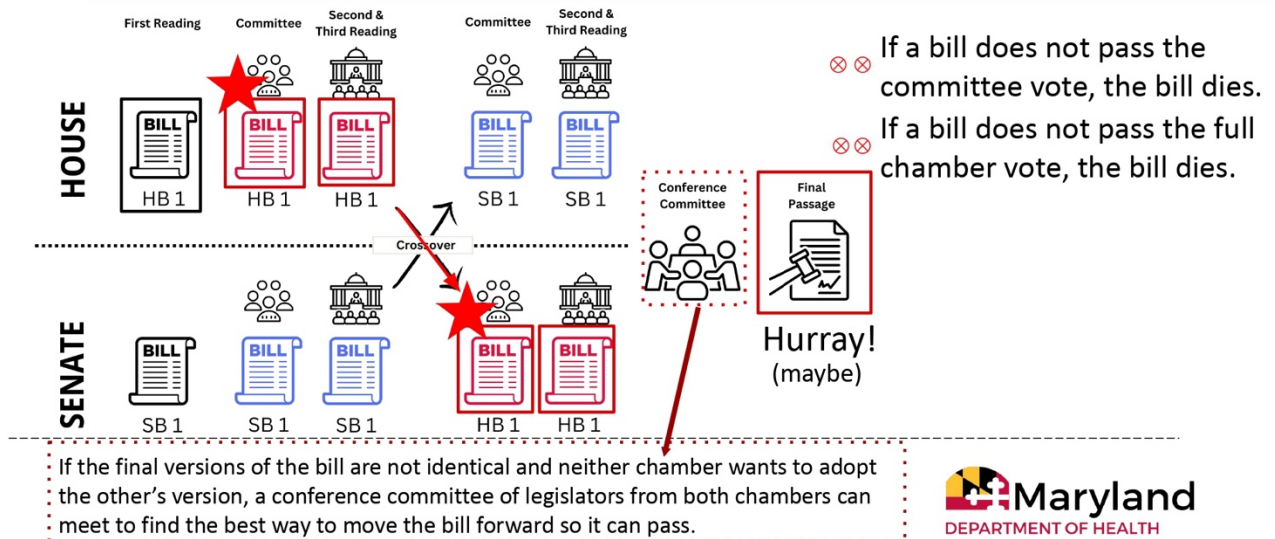 First Reading
Committee
Second &
Third Reading
Committee
Second &
Third Reading
HOUSE
BILL
HB 1
BILL
HB 1
BILL
HB 1
BILL
SB 1
BILL
SB 1
If a bill does not pass the
committee vote, the bill dies.
If a bill does not pass the full
chamber vote, the bill dies.
Crossover
Conference
Committee
Final
Passage
Hurray!
(maybe)
SENATE
BILL
SB 1
BILL
SB 1
BILL
SB 1
BILL
HB 1
BILL
HB 1
If the final versions of the bill are not identical and neither chamber wants to adopt
the other’s version, a conference committee of legislators from both chambers can
meet to find the best way to move the bill forward so it can pass.
Maryland
DEPARTMENT OF HEALTH